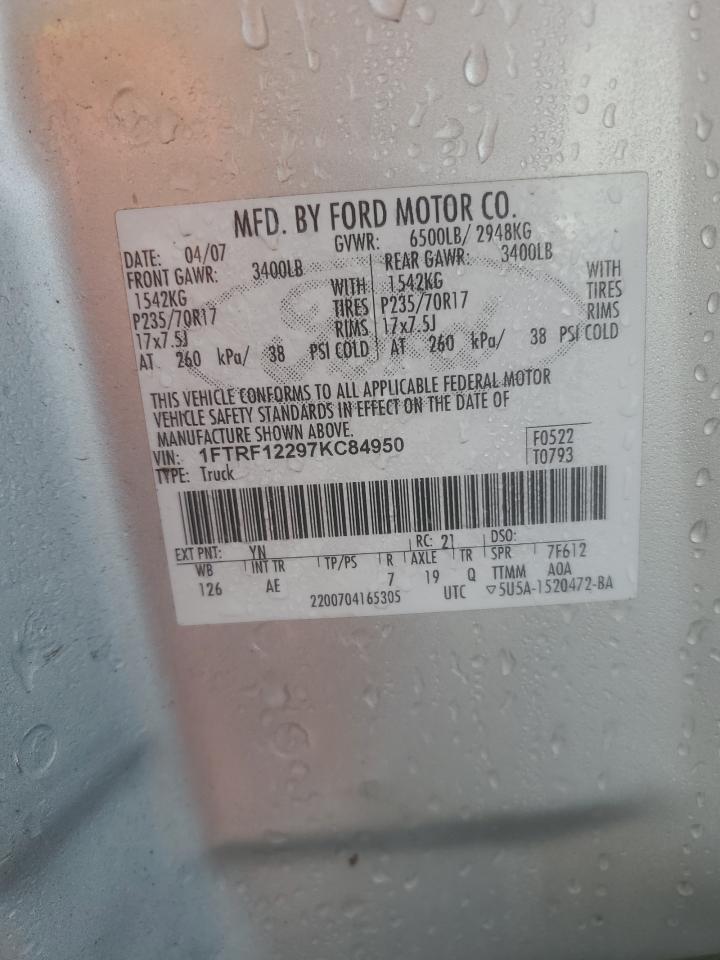 MFD. BY FORD MOTOR CO.
DATE: 04/07 GVWR: 6500LB/ 2948KG
FRONT GAWR: 3400LB REAR GAWR: 3400LB
1542KG WITH 1542KG WITH
P235/70R17 TIRES P235/70R17 TIRES
17x7.5J RIMS 17x7.5J RIMS
AT 260 kPa/ 38 PSI COLD AT 260 kPa/ 38 PSI COLD
THIS VEHICLE CONFORMS TO ALL APPLICABLE FEDERAL MOTOR
VEHICLE SAFETY STANDARDS IN EFFECT ON THE DATE OF
MANUFACTURE SHOWN ABOVE.
VIN: 1FTRF12297KC84950 F0522
TYPE: Truck T0793
EXT PNT: YN RC: 21 DSO:
WB INT TR TP/PS R AXLE TR SPR 7F612
126 AE 7 19 Q TTMM A0A
2200704165305 UTC ▽5U5A-1520472-BA